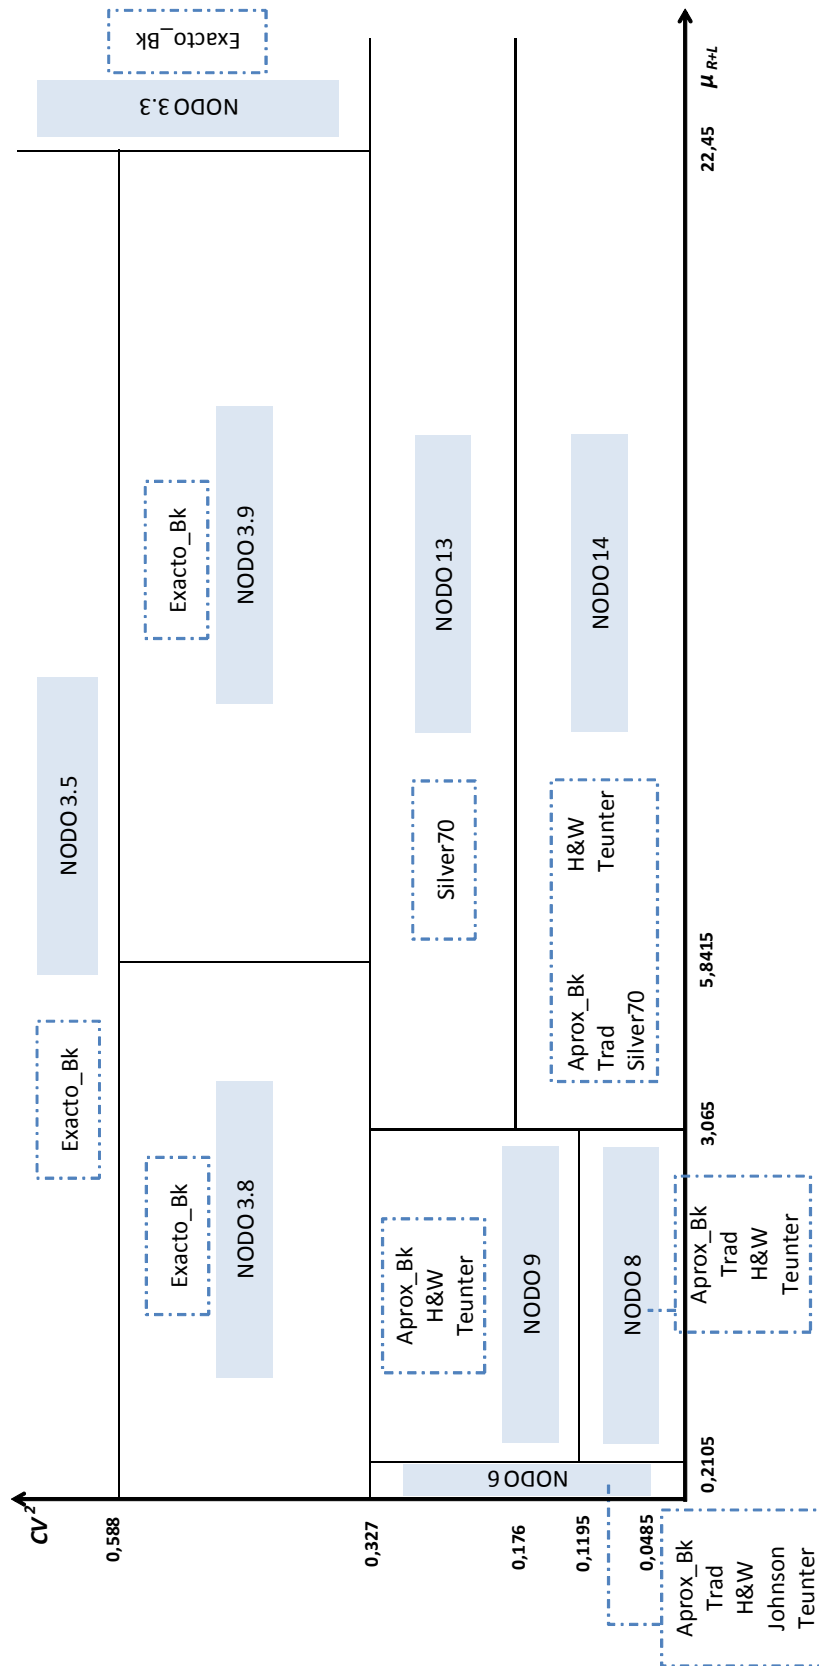 CV²
0,588
0,327
0,176
0,1195
0,0485
NODO 3.5
Exacto_Bk
NODO 3.3
Exacto_Bk
Exacto_Bk
NODO 3.8
Exacto_Bk
NODO 3.9
Aprox_Bk
H&W
Teunter
NODO 9
Silver70
NODO 13
NODO 6
NODO 8
Aprox_Bk
Trad
Silver70
H&W
Teunter
NODO 14
0,2105
3,065
5,8415
22,45
μ R+L
Aprox_Bk
Trad
H&W
Johnson
Teunter
Aprox_Bk
Trad
H&W
Teunter